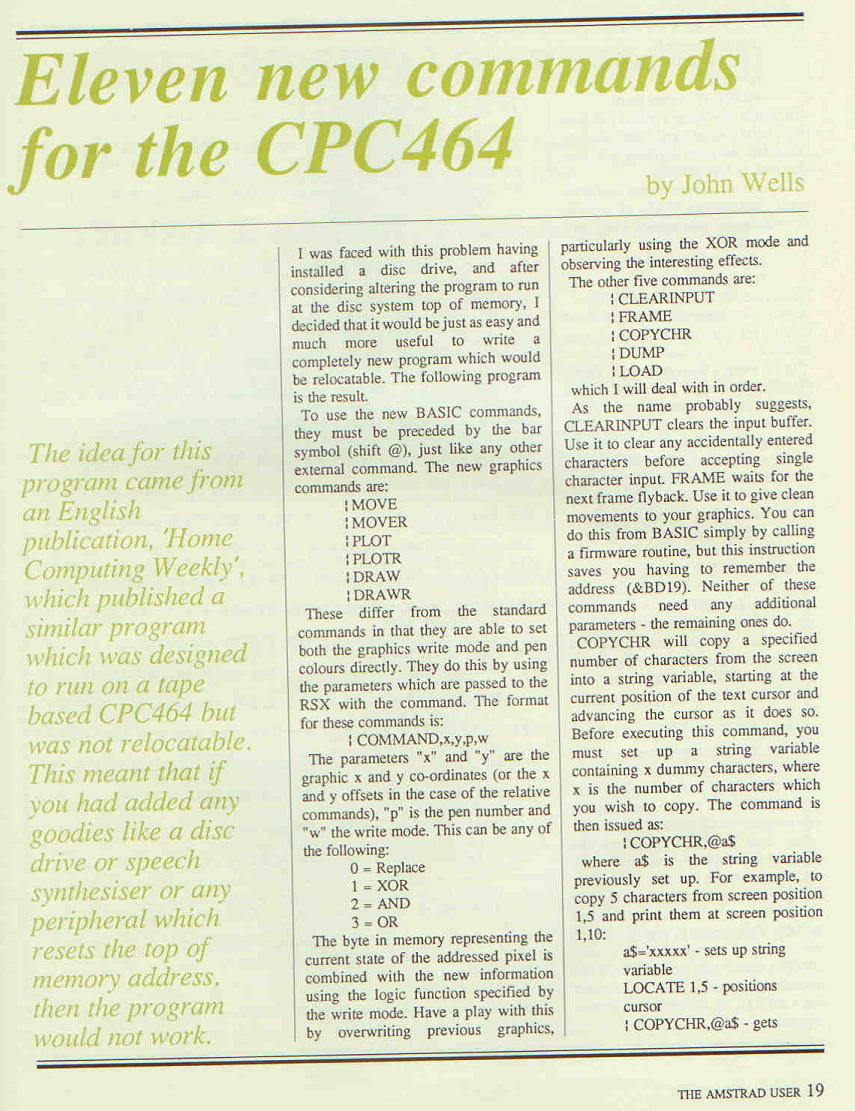 Eleven new commands
for the CPC464
by John Wells
The idea for this
program came from
an English
publication, 'Home
Computing Weekly',
which published a
similar program
which was designed
to run on a tape
based CPC464 but
was not relocatable.
This meant that if
you had added any
goodies like a disc
drive or speech
synthesiser or any
peripheral which
resets the top of
memory address,
then the program
would not work.
I was faced with this problem having
installed a disc drive, and after
considering altering the program to run
at the disc system top of memory, I
decided that it would be just as easy and
much more useful to write a
completely new program which would
be relocatable. The following program
is the result.
To use the new BASIC commands,
they must be preceded by the bar
symbol (shift @), just like any other
external command. The new graphics
commands are:
¦ MOVE
¦ MOVER
¦ PLOT
¦ PLOTR
¦ DRAW
¦ DRAWR
These differ from the standard
commands in that they are able to set
both the graphics write mode and pen
colours directly. They do this by using
the parameters which are passed to the
RSX with the command. The format
for these commands is:
¦ COMMAND,x,y,p,w
The parameters "x" and "y" are the
graphic x and y co-ordinates (or the x
and y offsets in the case of the relative
commands), "p" is the pen number and
"w" the write mode. This can be any of
the following:
0 = Replace
1 = XOR
2 = AND
3 = OR
The byte in memory representing the
current state of the addressed pixel is
combined with the new information
using the logic function specified by
the write mode. Have a play with this
by overwriting previous graphics,
particularly using the XOR mode and
observing the interesting effects.
The other five commands are:
¦ CLEARINPUT
¦ FRAME
¦ COPYCHR
¦ DUMP
¦ LOAD
which I will deal with in order.
As the name probably suggests,
CLEARINPUT clears the input buffer.
Use it to clear any accidentally entered
characters before accepting single
character input. FRAME waits for the
next frame flyback. Use it to give clean
movements to your graphics. You can
do this from BASIC simply by calling
a firmware routine, but this instruction
saves you having to remember the
address (&BD19). Neither of these
commands need any additional
parameters - the remaining ones do.
COPYCHR will copy a specified
number of characters from the screen
into a string variable, starting at the
current position of the text cursor and
advancing the cursor as it does so.
Before executing this command, you
must set up a string variable
containing x dummy characters, where
x is the number of characters which
you wish to copy. The command is
then issued as:
¦ COPYCHR,@a$
where a$ is the string variable
previously set up. For example, to
copy 5 characters from screen position
1,5 and print them at screen position
1,10:
a$='xxxxx' - sets up string
variable
LOCATE 1,5 - positions
cursor
¦ COPYCHR,@a$ - gets
THE AMSTRAD USER 19